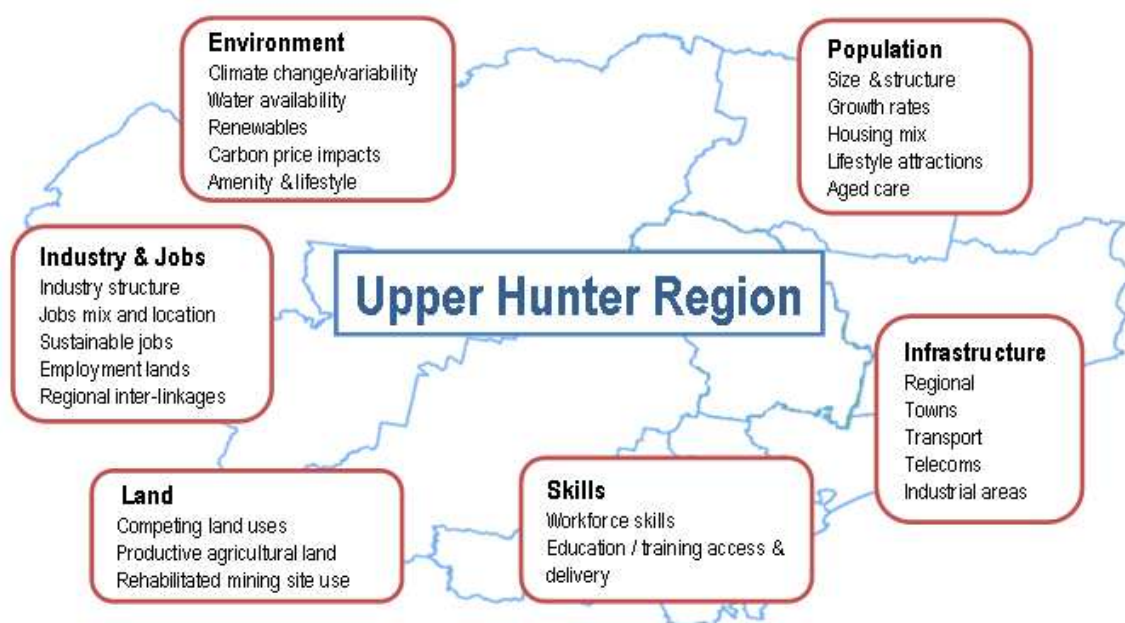 Environment
Climate change/variability
Water availability
Renewables
Carbon price impacts
Amenity & lifestyle
Population
Size & structure
Growth rates
Housing mix
Lifestyle attractions
Aged care
Industry & Jobs
Industry structure
Jobs mix and location
Sustainable jobs
Employment lands
Regional inter-linkages
Upper Hunter Region
Infrastructure
Regional
Towns
Transport
Telecoms
Industrial areas
Land
Competing land uses
Productive agricultural land
Rehabilitated mining site use
Skills
Workforce skills
Education / training access &
delivery